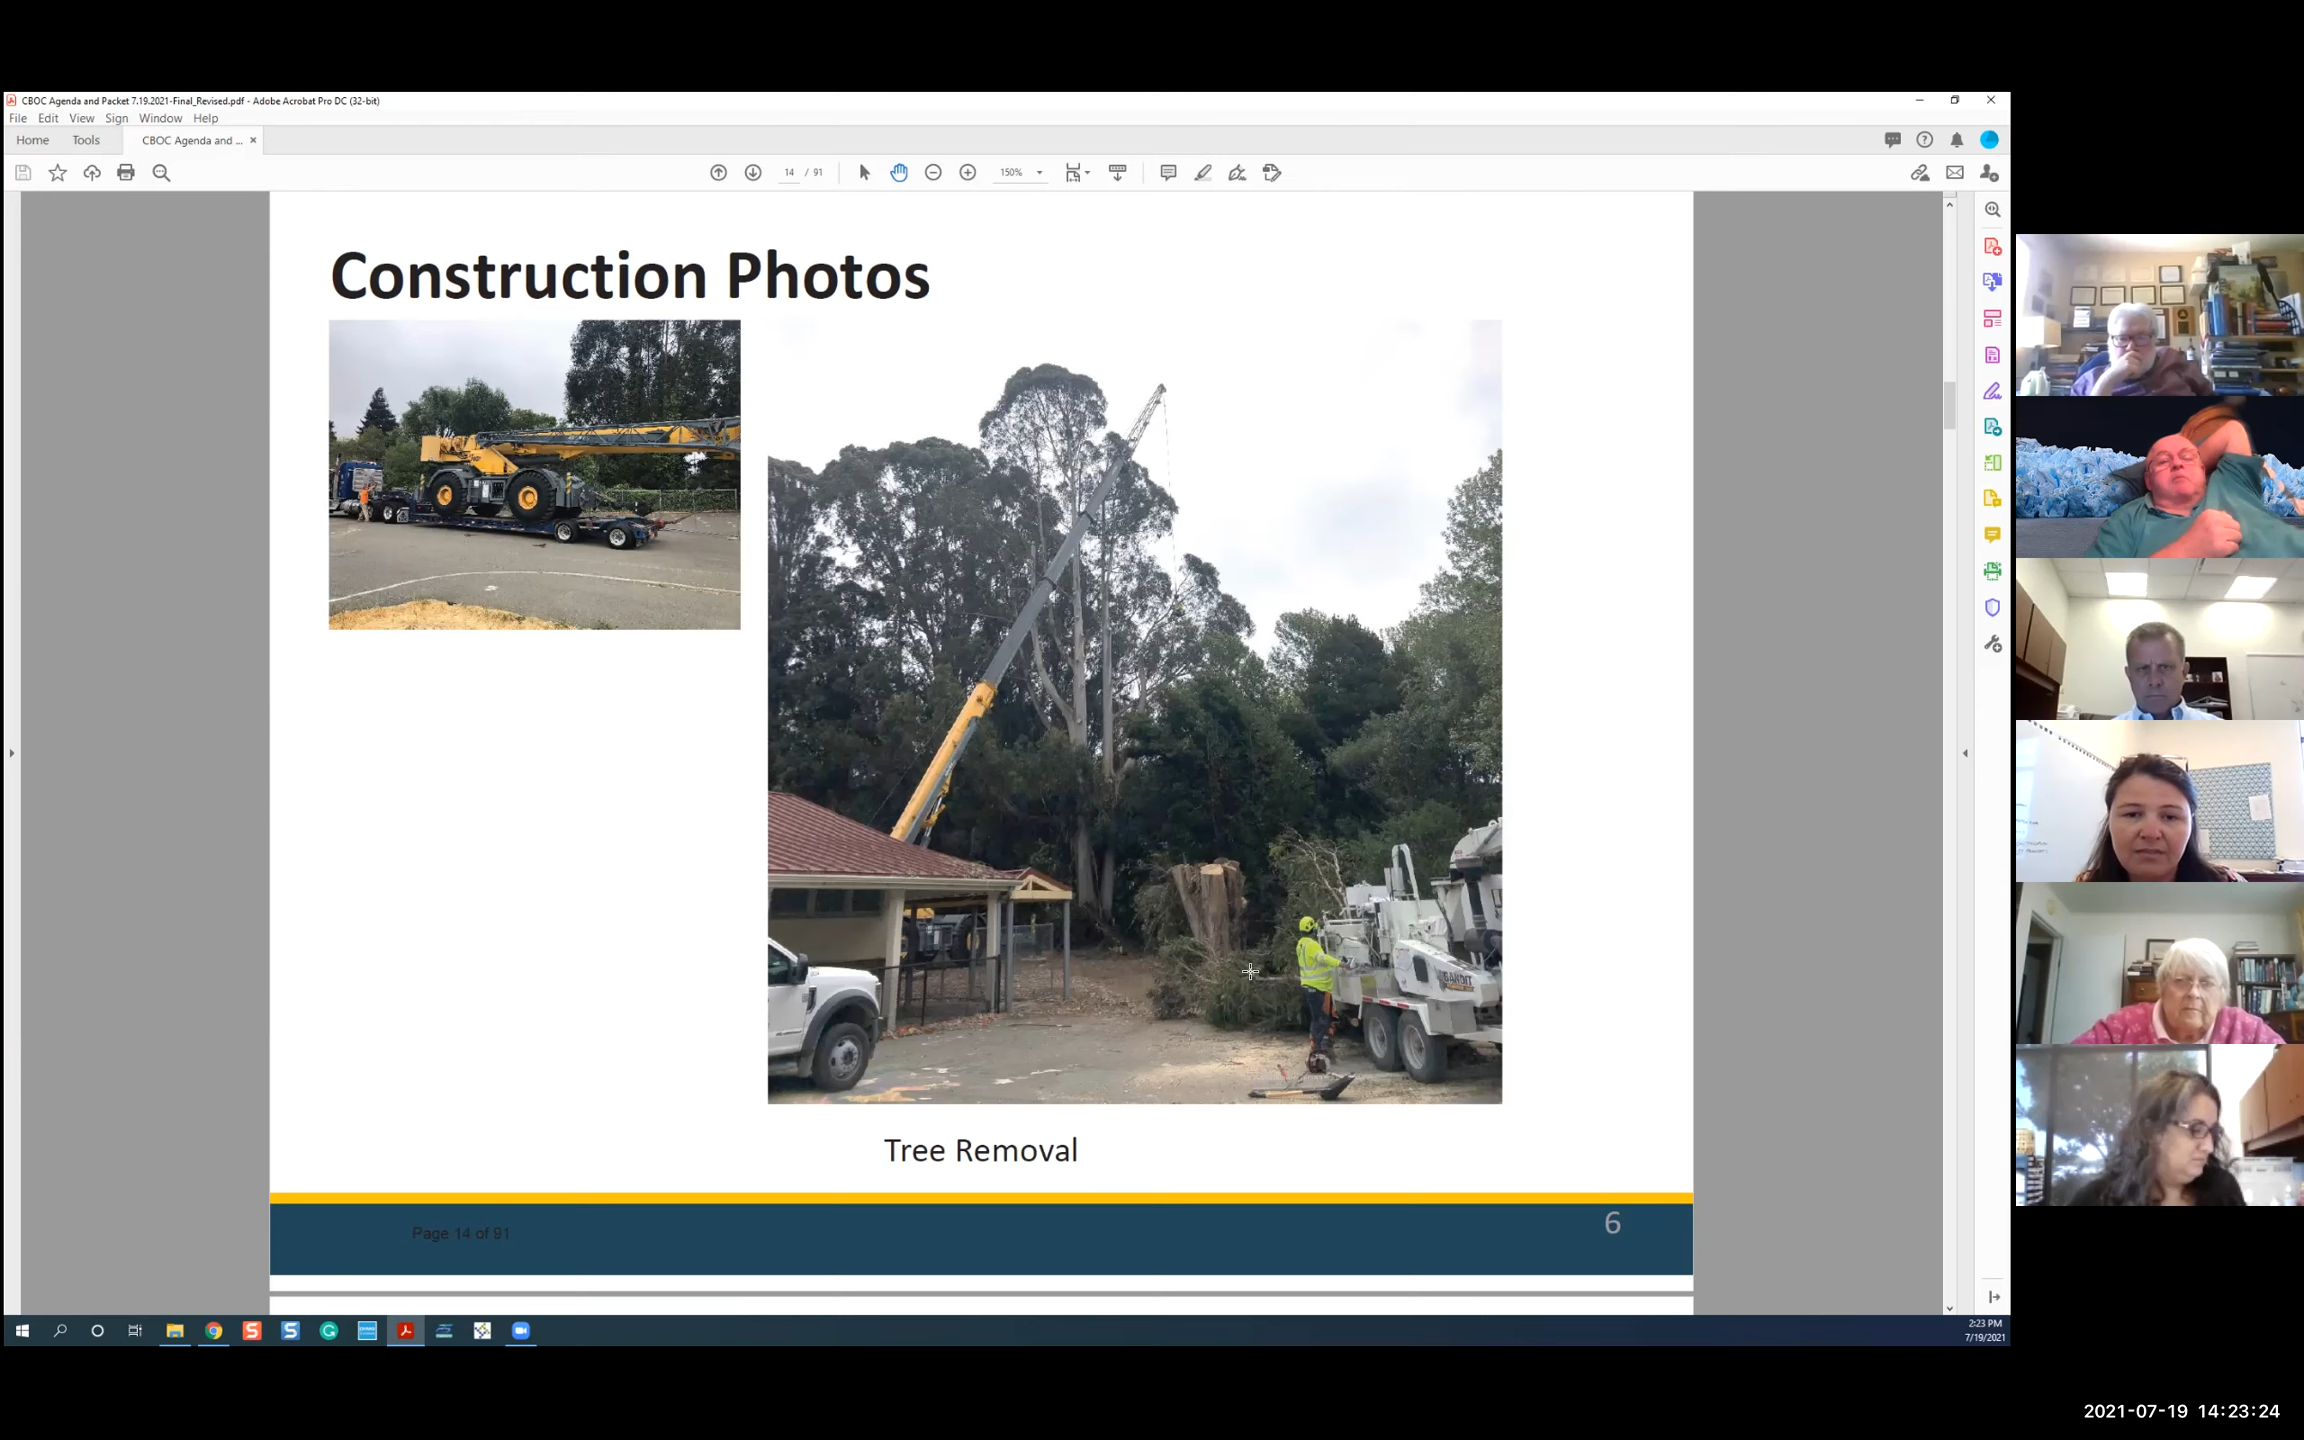 CBOC Agenda and Packet 7.19.2021-Final_Revised.pdf - Adobe Acrobat Pro DC (32-bit)
File Edit View Sign Window Help
Home Tools CBOC Agenda and ... ×
14 / 91 150%
Construction Photos
BANDIT
Tree Removal
Page 14 of 91
6
2:23 PM
7/19/2021
2021-07-19 14:23:24